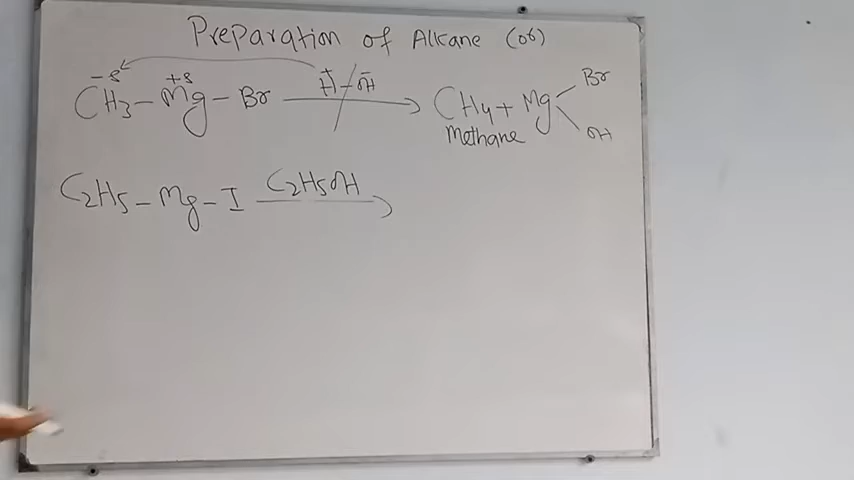 Preparation of Alkane (06)
-δ +δ H⁺-OH⁻
CH3-Mg-Br ⟶ CH4+Mg Br OH
Methane
C2H5-Mg-I C2H5OH ⟶